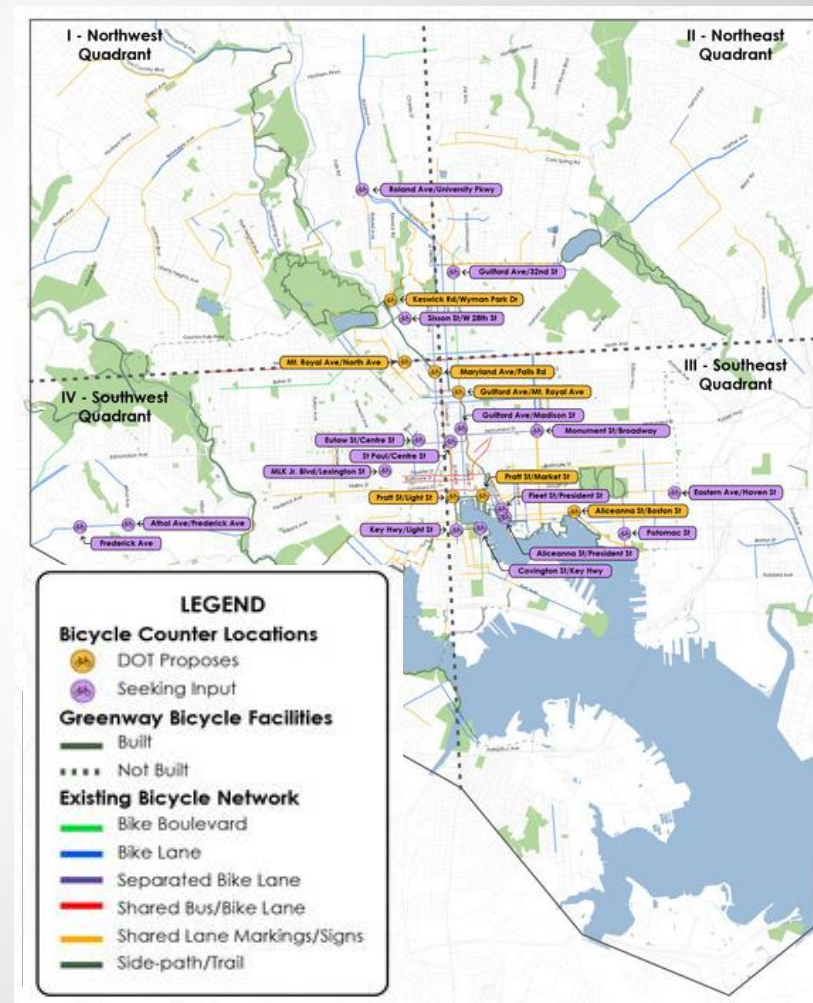 I - Northwest
Quadrant
II - Northeast
Quadrant
Roland Ave/University Pkwy
Guilford Ave/32nd St
Keswick Rd/Wyman Park Dr
Sisson St/W 28th St
Mt. Royal Ave/North Ave
Maryland Ave/Falls Rd
III - Southeast
Quadrant
IV - Southwest
Quadrant
Guilford Ave/Mt. Royal Ave
Guilford Ave/Madison St
Eutaw St/Centre St
Monument St/Broadway
St Paul/Centre St
MLK Jr. Blvd/Lexington St
Pratt St/Market St
Pratt St/Light St
Fleet St/President St
Eastern Ave/Haven St
Aliceanna St/Boston St
Athol Ave/Frederick Ave
Key Hwy/Light St
Potomac St
Frederick Ave
Aliceanna St/President St
Covington St/Key Hwy
LEGEND
Bicycle Counter Locations
DOT Proposes
Seeking Input
Greenway Bicycle Facilities
Built
Not Built
Existing Bicycle Network
Bike Boulevard
Bike Lane
Separated Bike Lane
Shared Bus/Bike Lane
Shared Lane Markings/Signs
Side-path/Trail